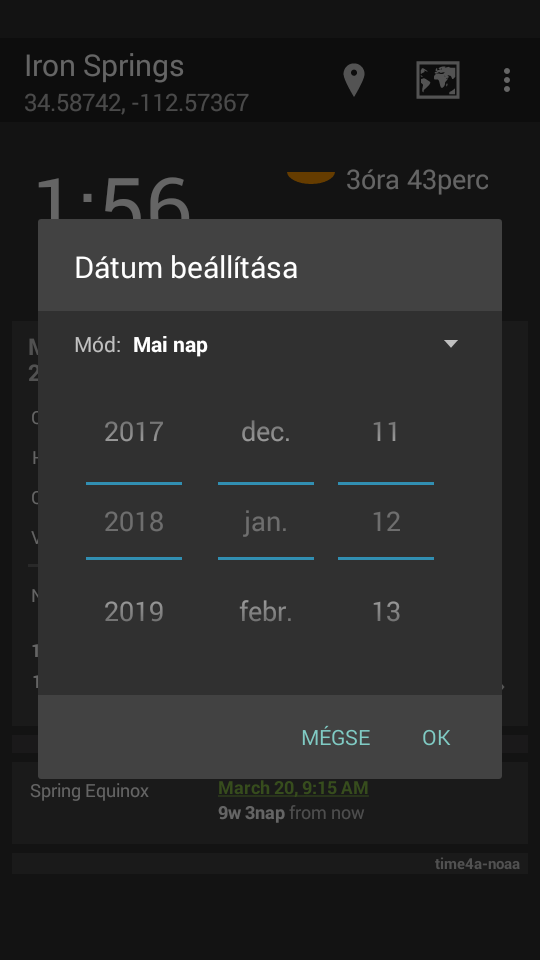 Iron Springs
34.58742, -112.57367
1:56
3óra 43perc
Dátum beállítása
Mód: Mai nap
2017 dec. 11
2018 jan. 12
2019 febr. 13
MÉGSE OK
Spring Equinox
March 20, 9:15 AM
9w 3nap from now
time4a-noaa